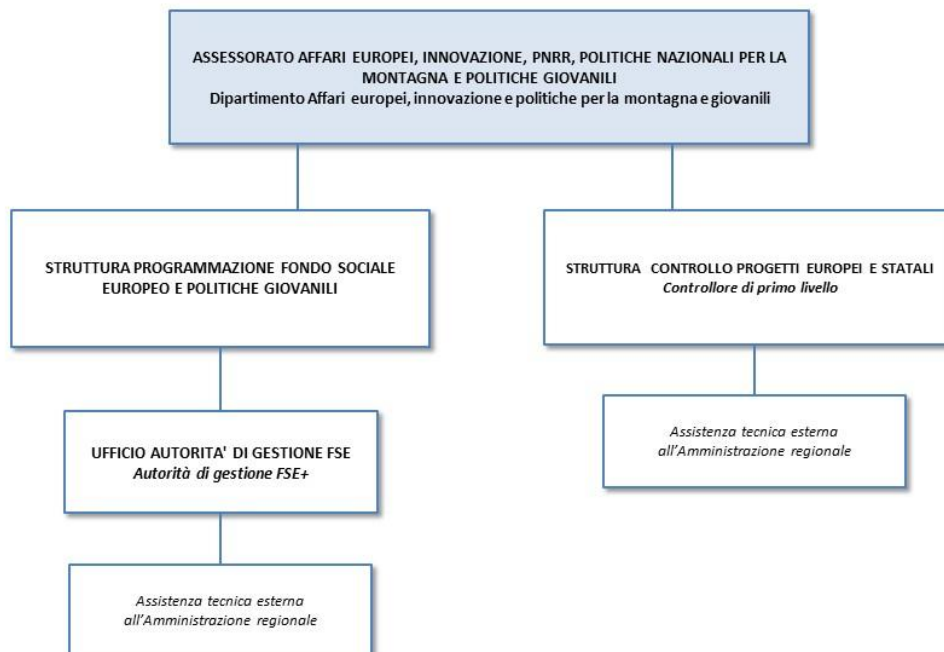 ASSESSORATO AFFARI EUROPEI, INNOVAZIONE, PNRR, POLITICHE NAZIONALI PER LA
MONTAGNA E POLITICHE GIOVANILI
Dipartimento Affari europei, innovazione e politiche per la montagna e giovanili
STRUTTURA PROGRAMMAZIONE FONDO SOCIALE
EUROPEO E POLITICHE GIOVANILI
STRUTTURA CONTROLLO PROGETTI EUROPEI E STATALI
Controllore di primo livello
UFFICIO AUTORITA' DI GESTIONE FSE
Autorità di gestione FSE+
Assistenza tecnica esterna
all'Amministrazione regionale
Assistenza tecnica esterna
all'Amministrazione regionale